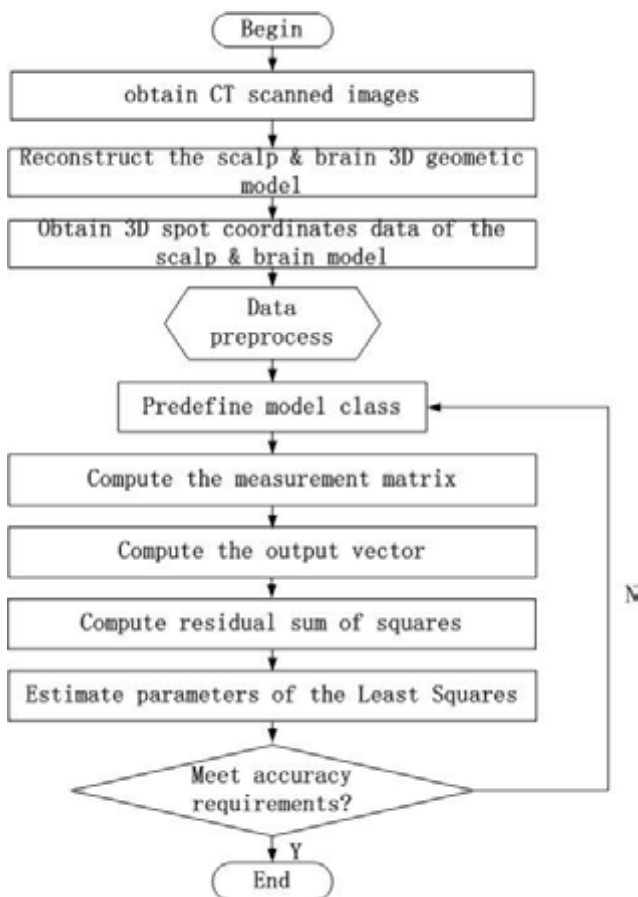 Begin
obtain CT scanned images
Reconstruct the scalp & brain 3D geometic
model
Obtain 3D spot coordinates data of the
scalp & brain model
Data
preprocess
Predefine model class
Compute the measurement matrix
Compute the output vector
N
Compute residual sum of squares
Estimate parameters of the Least Squares
Meet accuracy
requirements?
Y
End